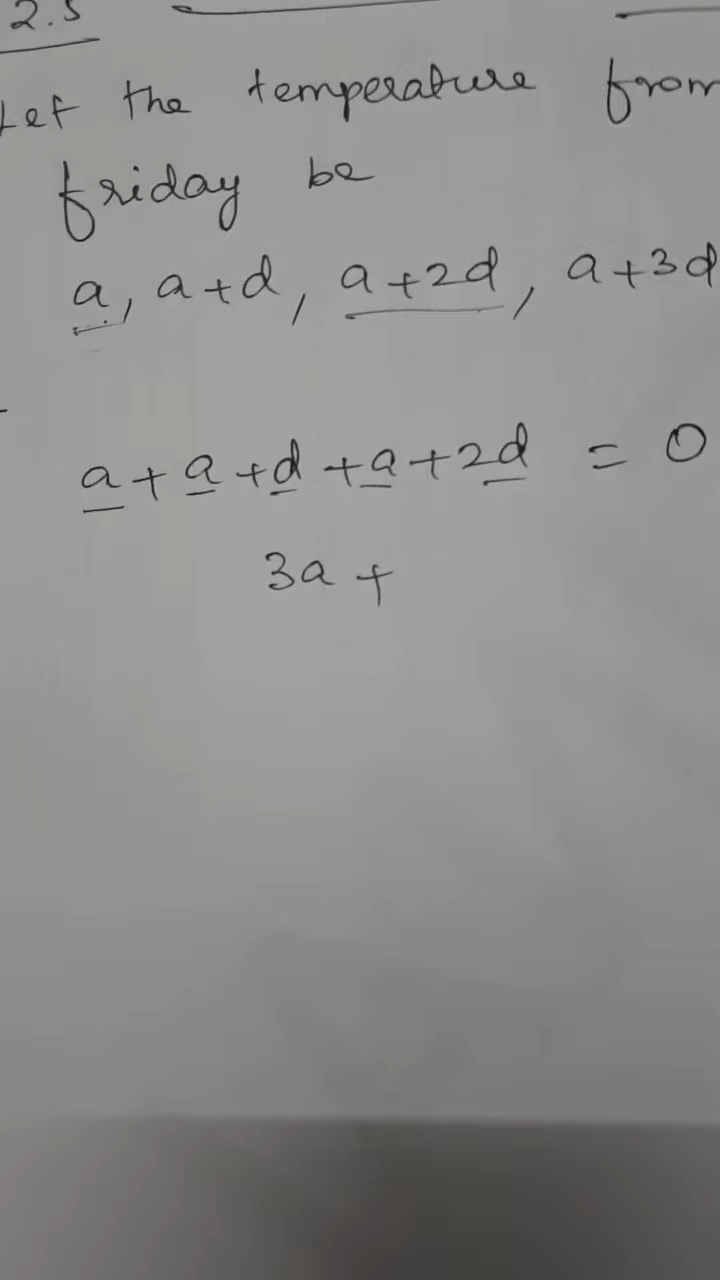 2.5
Let the temperature from
friday be
a, a+d, a+2d, a+3d
a + a + d + a + 2d = 0
3a +